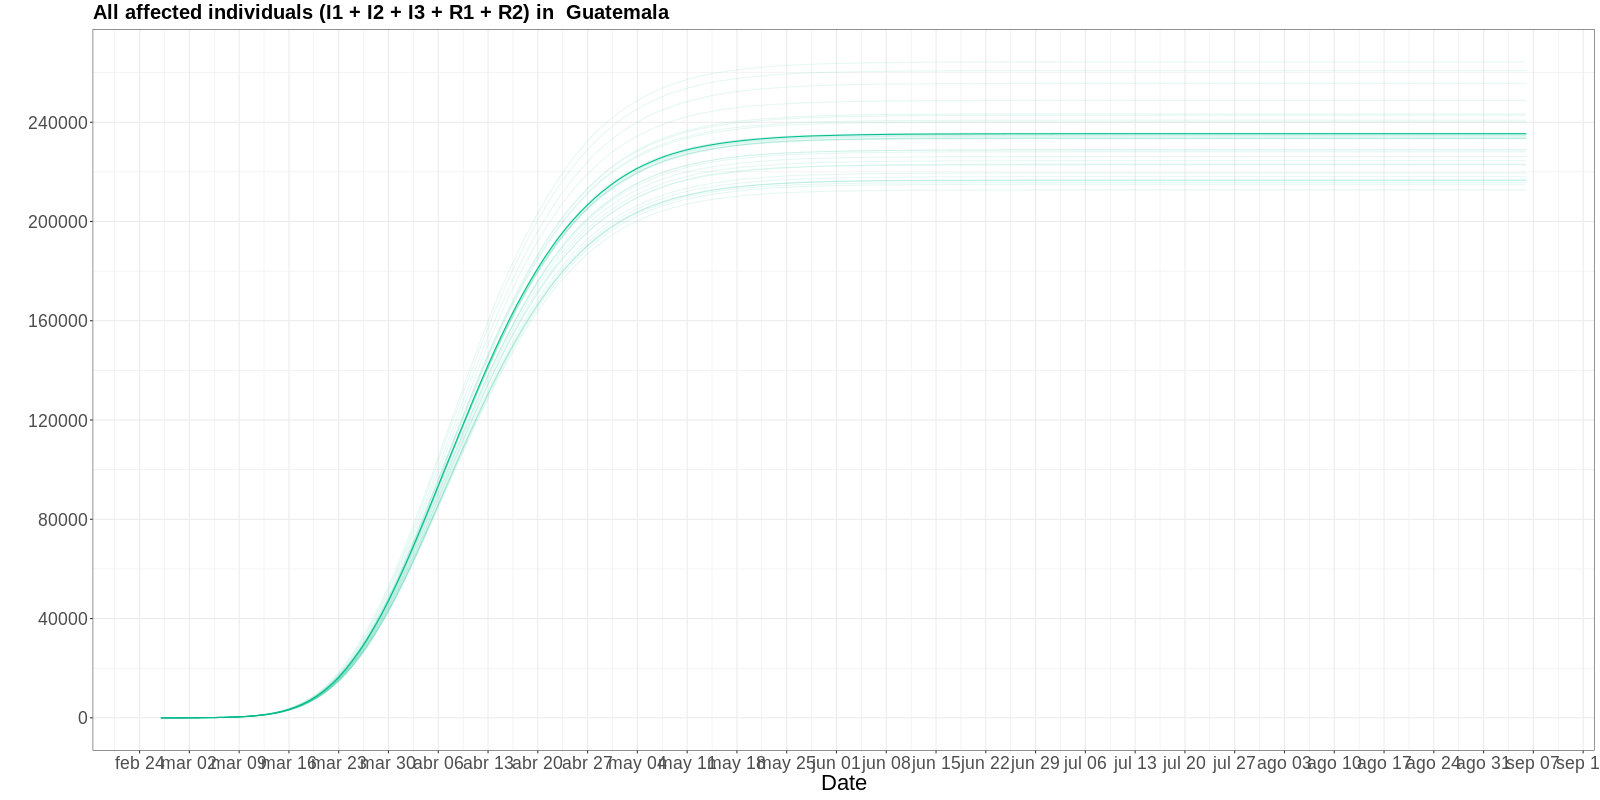 All affected individuals (I1 + I2 + I3 + R1 + R2) in  Guatemala
240000
200000
160000
120000
80000
40000
0
feb 24 mar 02 mar 09 mar 16 mar 23 mar 30 abr 06 abr 13 abr 20 abr 27 may 04 may 11 may 18 may 25 jun 01 jun 08 jun 15 jun 22 jun 29 jul 06 jul 13 jul 20 jul 27 ago 03 ago 10 ago 17 ago 24 ago 31 sep 07 sep 1
Date